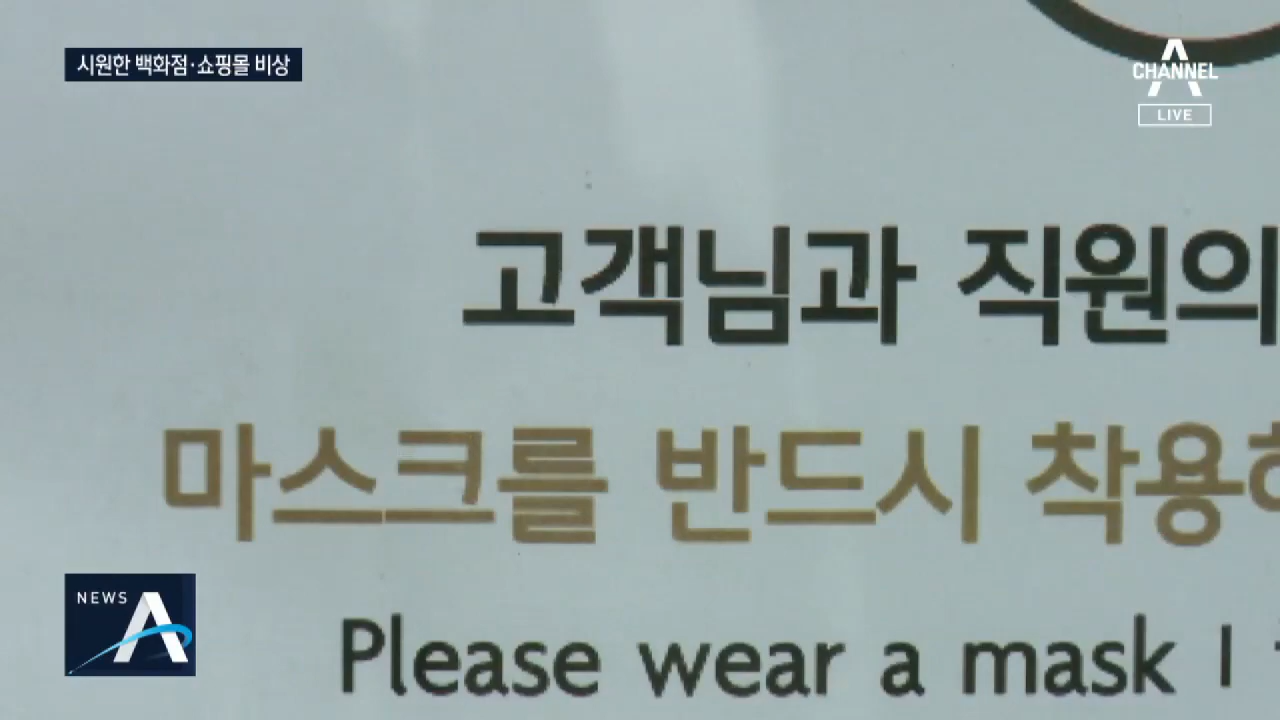 시원한 백화점·쇼핑몰 비상
CHANNEL A
LIVE
고객님과 직원의
마스크를 반드시 착용
Please wear a mask |
NEWS A